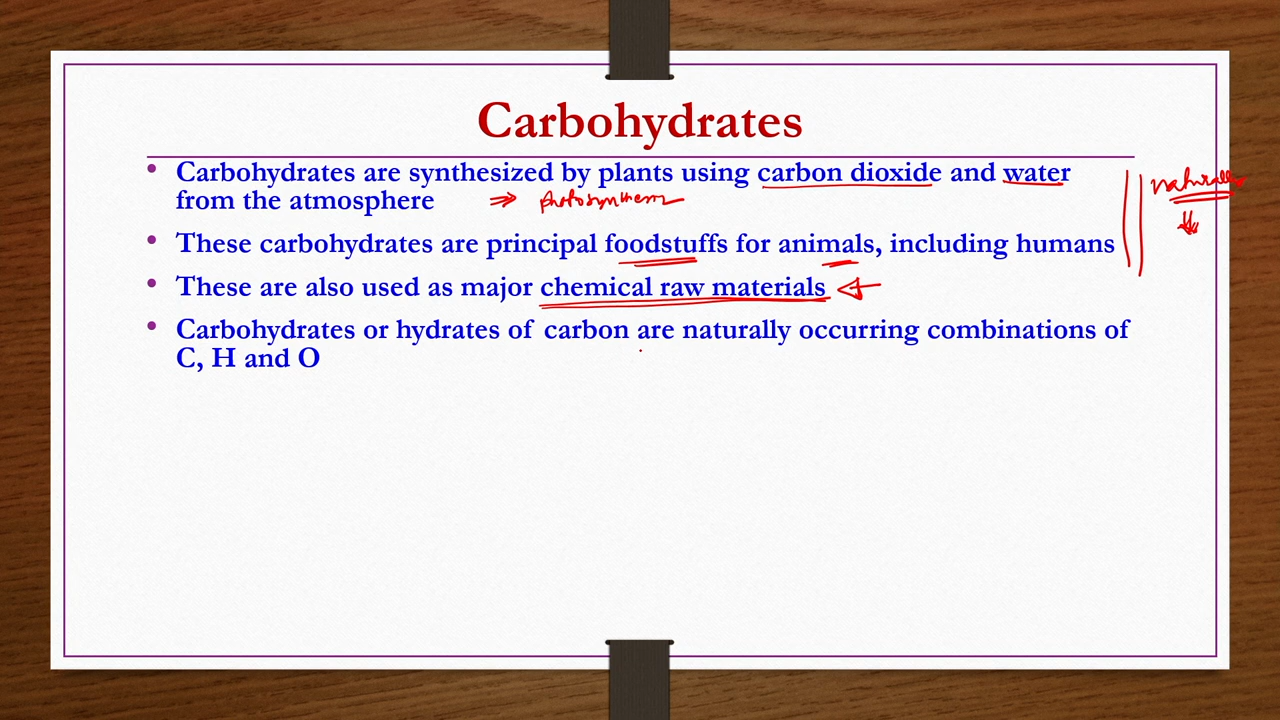 Carbohydrates
• Carbohydrates are synthesized by plants using carbon dioxide and water
from the atmosphere ⇒ photosynthesis
naturally
• These carbohydrates are principal foodstuffs for animals, including humans
• These are also used as major chemical raw materials
• Carbohydrates or hydrates of carbon are naturally occurring combinations of
C, H and O